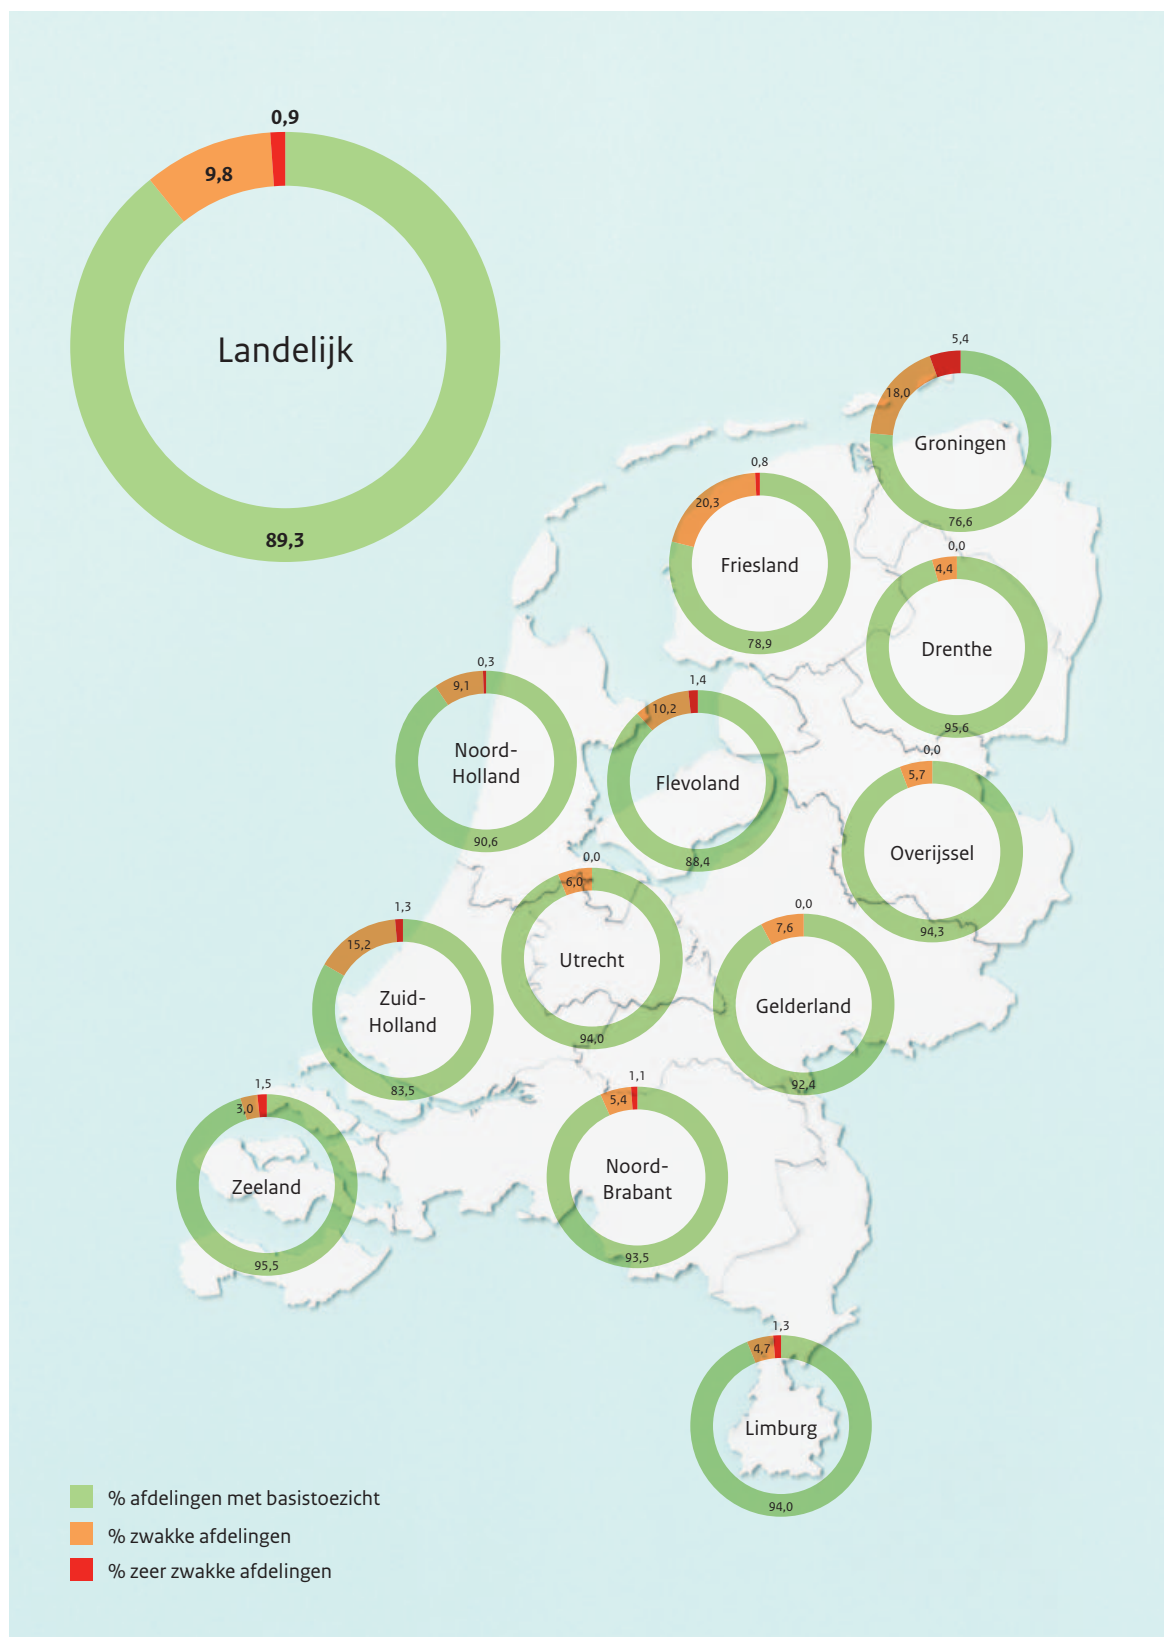 0,9
9,8
Landelijk
89,3
5,4
18,0
Groningen
76,6
0,8
20,3
Friesland
78,9
0,0
4,4
Drenthe
95,6
0,3
9,1
Noord-
Holland
90,6
1,4
10,2
Flevoland
88,4
0,0
5,7
Overijssel
94,3
0,0
6,0
Utrecht
94,0
0,0
7,6
Gelderland
92,4
1,3
15,2
Zuid-
Holland
83,5
1,5
3,0
Zeeland
95,5
1,1
5,4
Noord-
Brabant
93,5
1,3
4,7
Limburg
94,0
% afdelingen met basistoezicht
% zwakke afdelingen
% zeer zwakke afdelingen